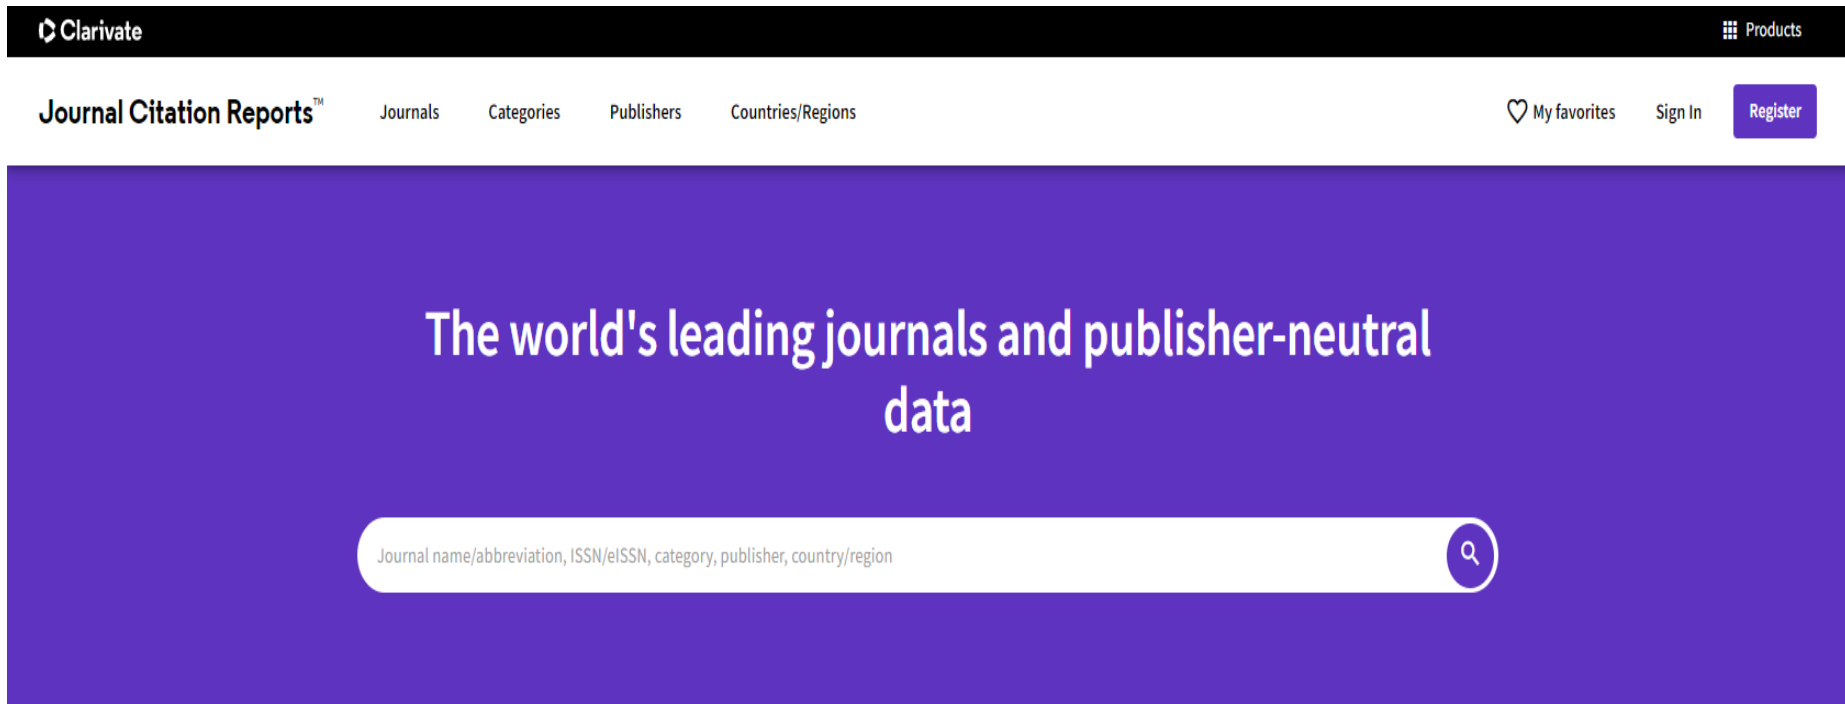 Clarivate
Products
Journal Citation Reports™
Journals
Categories
Publishers
Countries/Regions
My favorites
Sign In
Register
The world's leading journals and publisher-neutral
data
Journal name/abbreviation, ISSN/eISSN, category, publisher, country/region